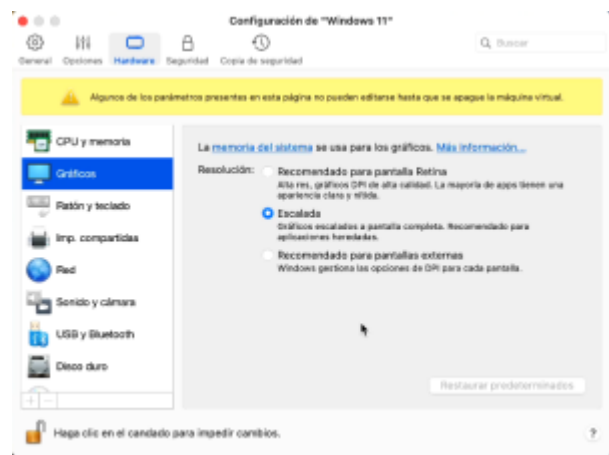 Configuración de "Windows 11"
General Opciones Hardware Seguridad Copia de seguridad
Buscar
Algunos de los parámetros presentes en esta página no pueden editarse hasta que se apague la máquina virtual.
CPU y memoria
Gráficos
Ratón y teclado
Imp. compartidas
Red
Sonido y cámara
USB y Bluetooth
Disco duro
La memoria del sistema se usa para los gráficos. Más información...
Resolución:
Recomendado para pantalla Retina
Alta res, gráficos DPI de alta calidad. La mayoría de apps tienen una
apariencia clara y nítida.
Escalada
Gráficos escalados a pantalla completa. Recomendado para
aplicaciones heredadas.
Recomendado para pantallas externas
Windows gestiona las opciones de DPI para cada pantalla.
Restaurar predeterminados
Haga clic en el candado para impedir cambios.
?